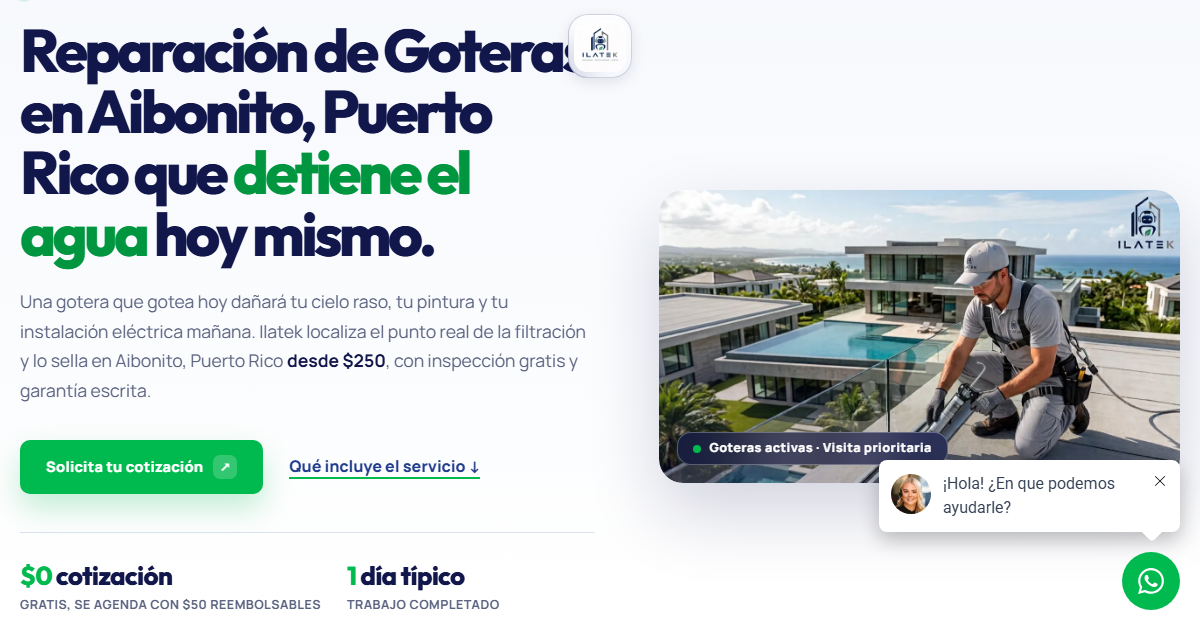 Reparación de Goteras
en Aibonito, Puerto
Rico que detiene el
agua hoy mismo.
ILATEK
Una gotera que gotea hoy dañará tu cielo raso, tu pintura y tu
instalación eléctrica mañana. Ilatek localiza el punto real de la filtración
y lo sella en Aibonito, Puerto Rico desde $250, con inspección gratis y
garantía escrita.
Solicita tu cotización ↗
Qué incluye el servicio ↓
$0 cotización
GRATIS, SE AGENDA CON $50 REEMBOLSABLES
1 día típico
TRABAJO COMPLETADO
ILATEK
Goteras activas · Visita prioritaria
¡Hola! ¿En que podemos
ayudarle?